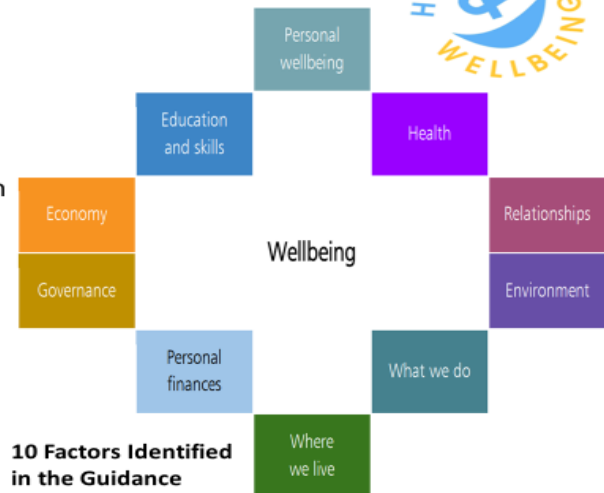 H
&
WELLBEING
Personal
wellbeing
Education
and skills
Health
n
Economy
Relationships
Wellbeing
Governance
Environment
Personal
finances
What we do
Where
we live
10 Factors Identified
in the Guidance